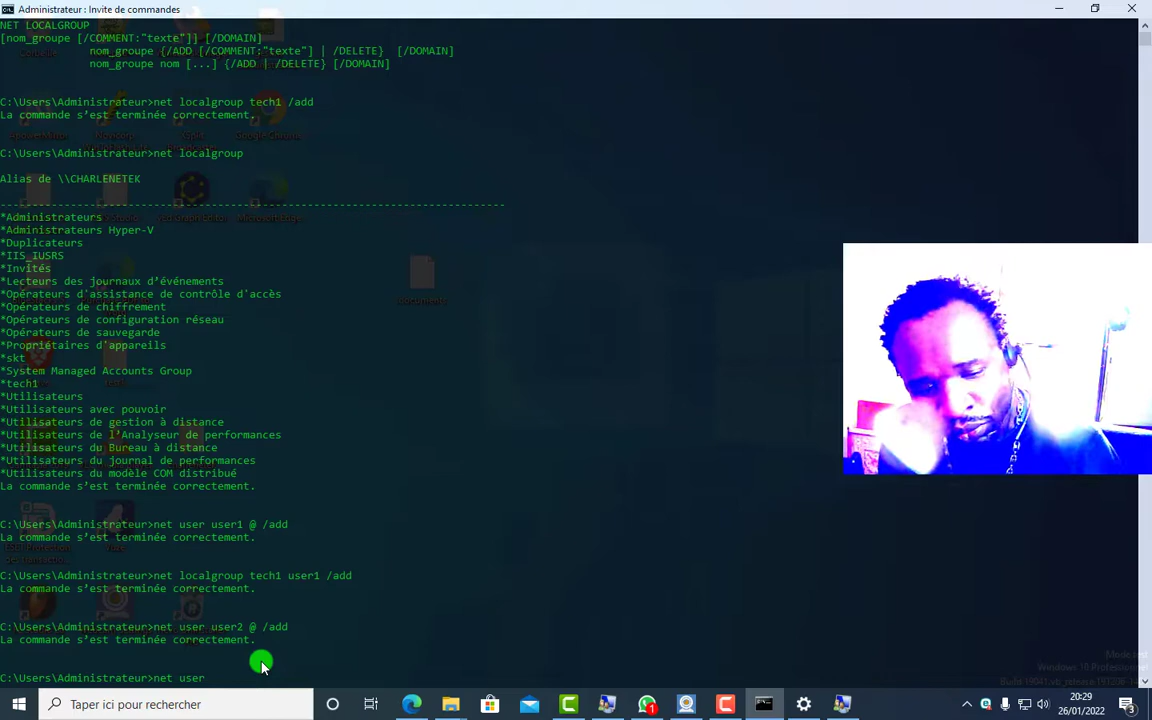 Administrateur : Invite de commandes
NET LOCALGROUP
[nom_groupe [/COMMENT:"texte"]] [/DOMAIN]
nom_groupe {/ADD [/COMMENT:"texte"] | /DELETE}  [/DOMAIN]
nom_groupe nom [...] {/ADD | /DELETE} [/DOMAIN]
C:\Users\Administrateur>net localgroup tech1 /add
La commande s’est terminée correctement.
C:\Users\Administrateur>net localgroup
Alias de \\CHARLENETEK
-------------------------------------------------------------------------------
*Administrateurs
*Administrateurs Hyper-V
*Duplicateurs
*IIS_IUSRS
*Invités
*Lecteurs des journaux d’événements
*Opérateurs d'assistance de contrôle d'accès
*Opérateurs de chiffrement
*Opérateurs de configuration réseau
*Opérateurs de sauvegarde
*Propriétaires d’appareils
*skt
*System Managed Accounts Group
*tech1
*Utilisateurs
*Utilisateurs avec pouvoir
*Utilisateurs de gestion à distance
*Utilisateurs de l’Analyseur de performances
*Utilisateurs du Bureau à distance
*Utilisateurs du journal de performances
*Utilisateurs du modèle COM distribué
La commande s’est terminée correctement.
C:\Users\Administrateur>net user user1 @ /add
La commande s’est terminée correctement.
C:\Users\Administrateur>net localgroup tech1 user1 /add
La commande s’est terminée correctement.
C:\Users\Administrateur>net user user2 @ /add
La commande s’est terminée correctement.
C:\Users\Administrateur>net user
Windows 10 Professionnel
Taper ici pour rechercher
1
20:29
26/01/2022
3